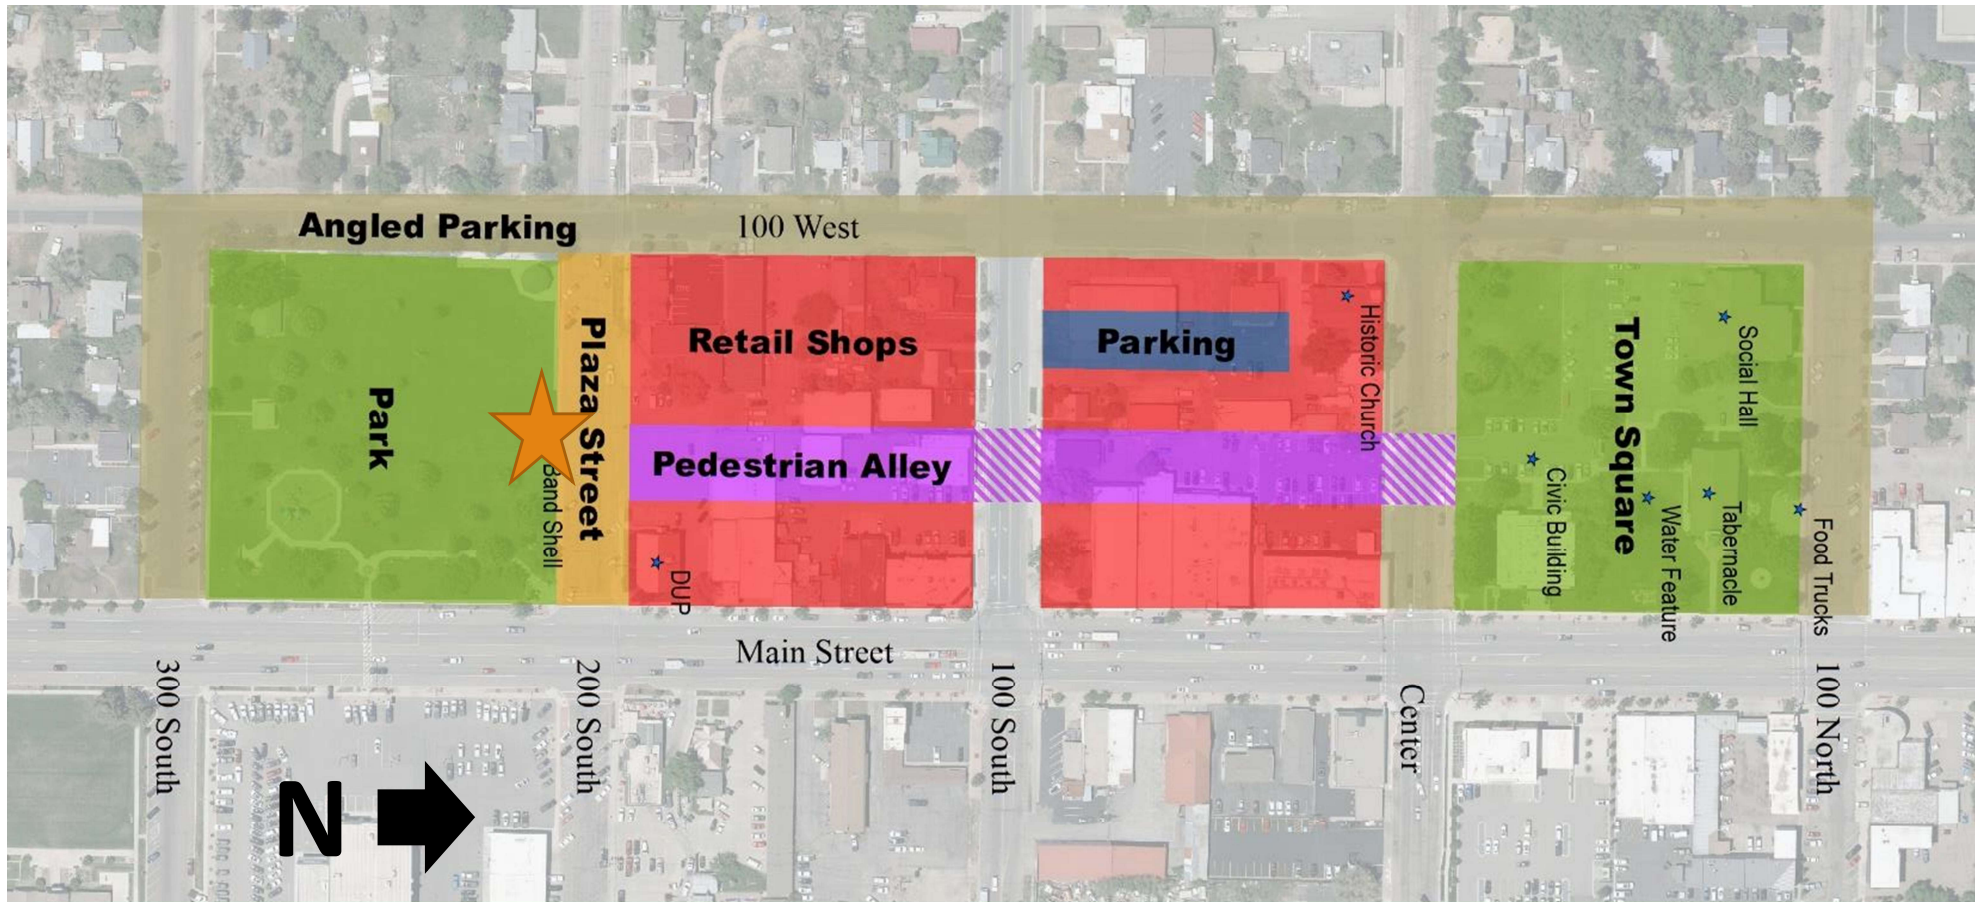 Angled Parking
100 West
Park
Band Shell
Plaza Street
Retail Shops
Pedestrian Alley
DUP
Parking
Historic Church
Town Square
Social Hall
Civic Building
Water Feature
Tabernacle
Food Trucks
Main Street
300 South
200 South
100 South
Center
100 North
N